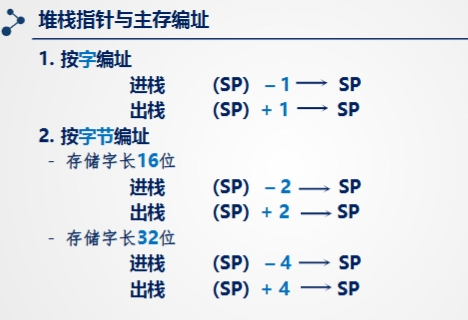 堆栈指针与主存编址
1. 按字编址
进栈 (SP) – 1 → SP
出栈 (SP) + 1 → SP
2. 按字节编址
- 存储字长16位
进栈 (SP) – 2 → SP
出栈 (SP) + 2 → SP
- 存储字长32位
进栈 (SP) – 4 → SP
出栈 (SP) + 4 → SP